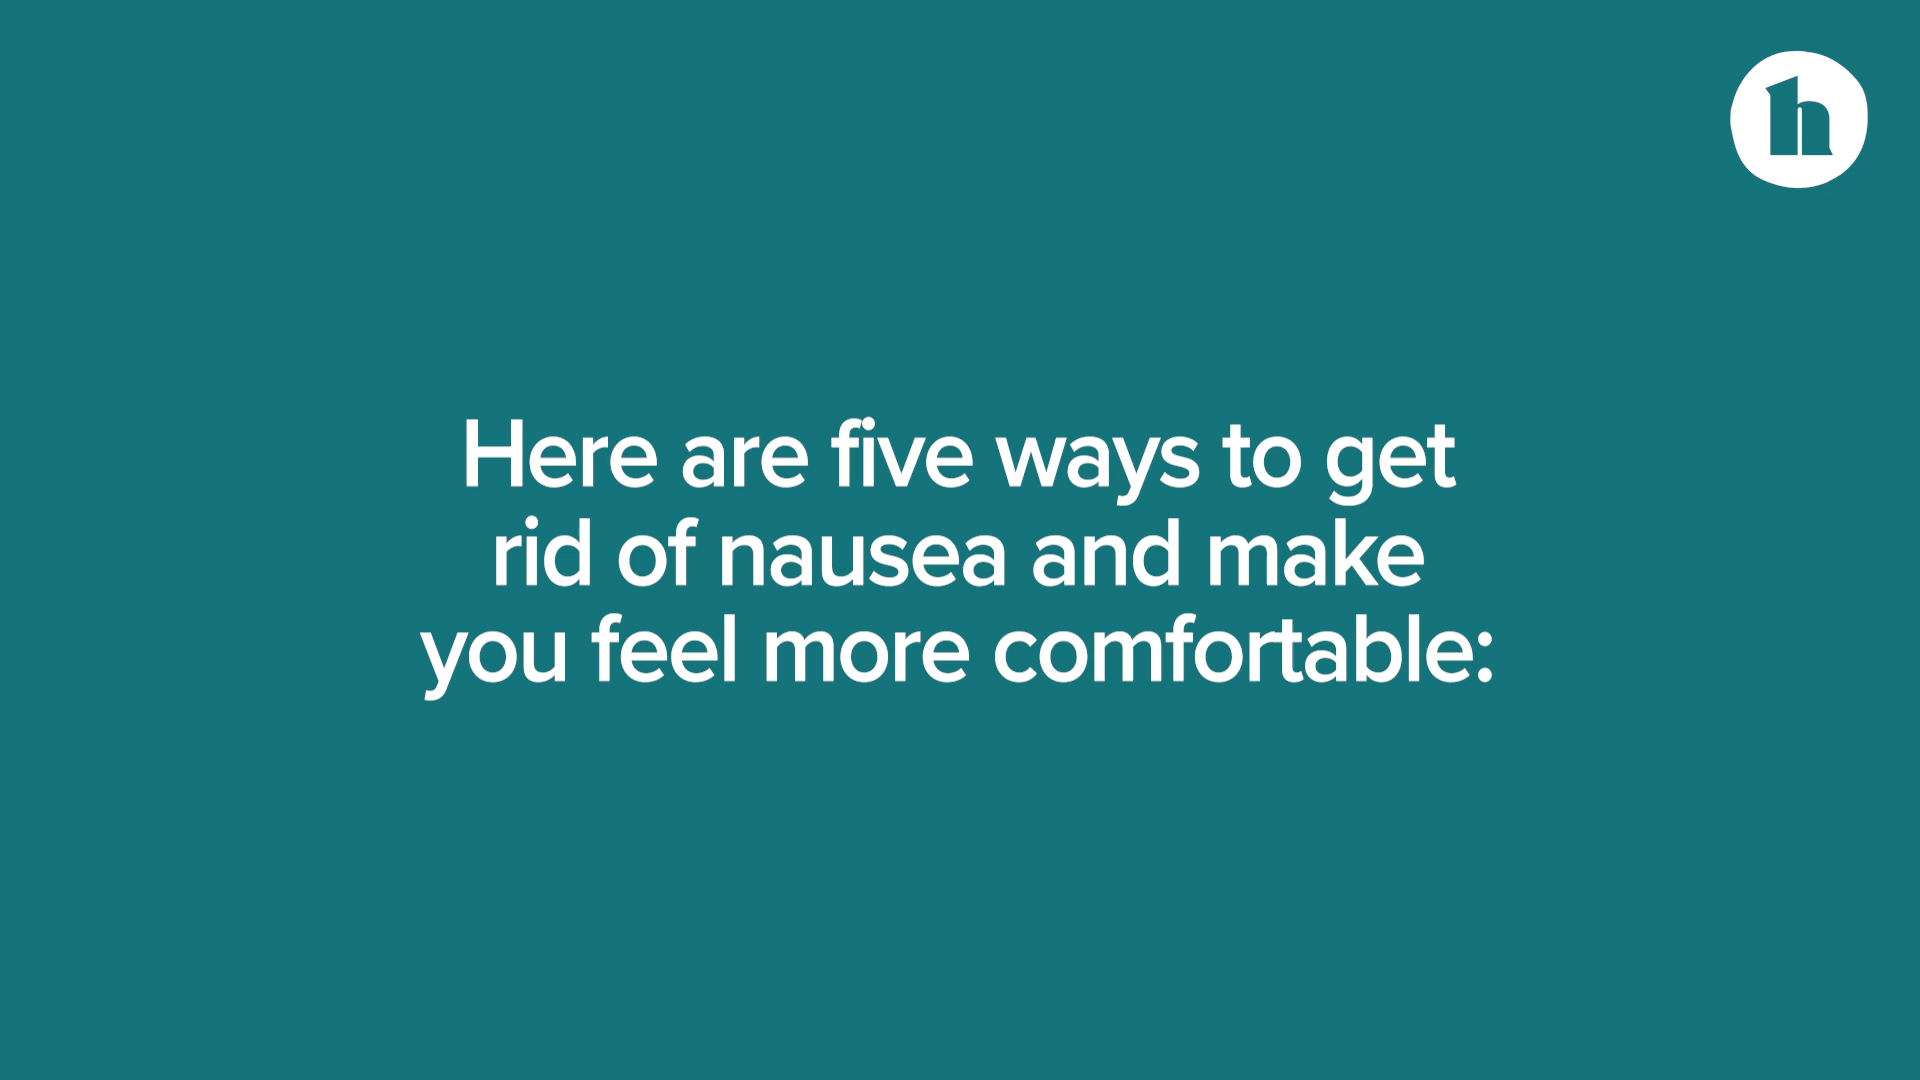 h
Here are five ways to get
rid of nausea and make
you feel more comfortable: